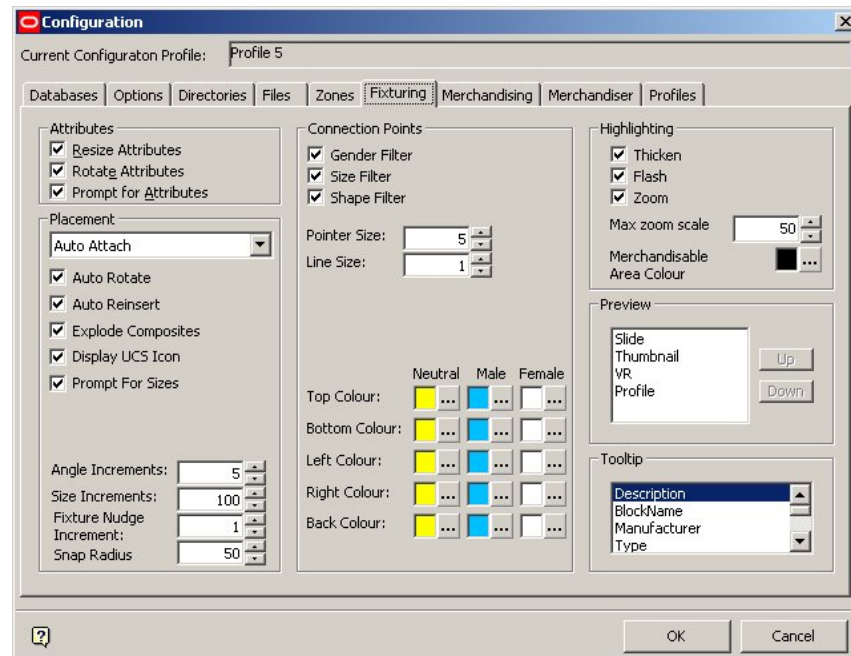 Configuration
Current Configuraton Profile: Profile 5
Databases Options Directories Files Zones Fixturing Merchandising Merchandiser Profiles
Attributes
Resize Attributes
Rotate Attributes
Prompt for Attributes
Placement
Auto Attach
Auto Rotate
Auto Reinsert
Explode Composites
Display UCS Icon
Prompt For Sizes
Angle Increments: 5
Size Increments: 100
Fixture Nudge
Increment: 1
Snap Radius 50
Connection Points
Gender Filter
Size Filter
Shape Filter
Pointer Size: 5
Line Size: 1
Neutral Male Female
Top Colour: ... ... ...
Bottom Colour: ... ... ...
Left Colour: ... ... ...
Right Colour: ... ... ...
Back Colour: ... ... ...
Highlighting
Thicken
Flash
Zoom
Max zoom scale 50
Merchandisable
Area Colour ...
Preview
Slide
Thumbnail
VR
Profile
Up
Down
Tooltip
Description
BlockName
Manufacturer
Type
OK Cancel